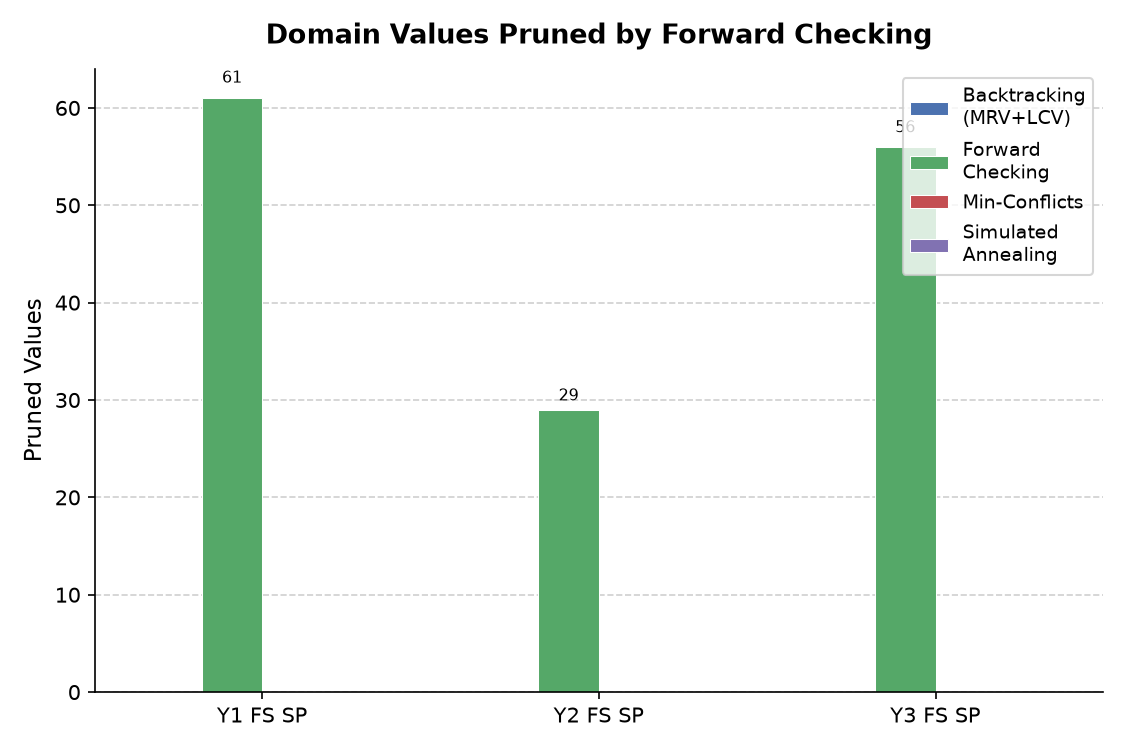 Domain Values Pruned by Forward Checking
Pruned Values
60
50
40
30
20
10
0
61
29
56
Y1 FS SP
Y2 FS SP
Y3 FS SP
Backtracking
(MRV+LCV)
Forward
Checking
Min-Conflicts
Simulated
Annealing